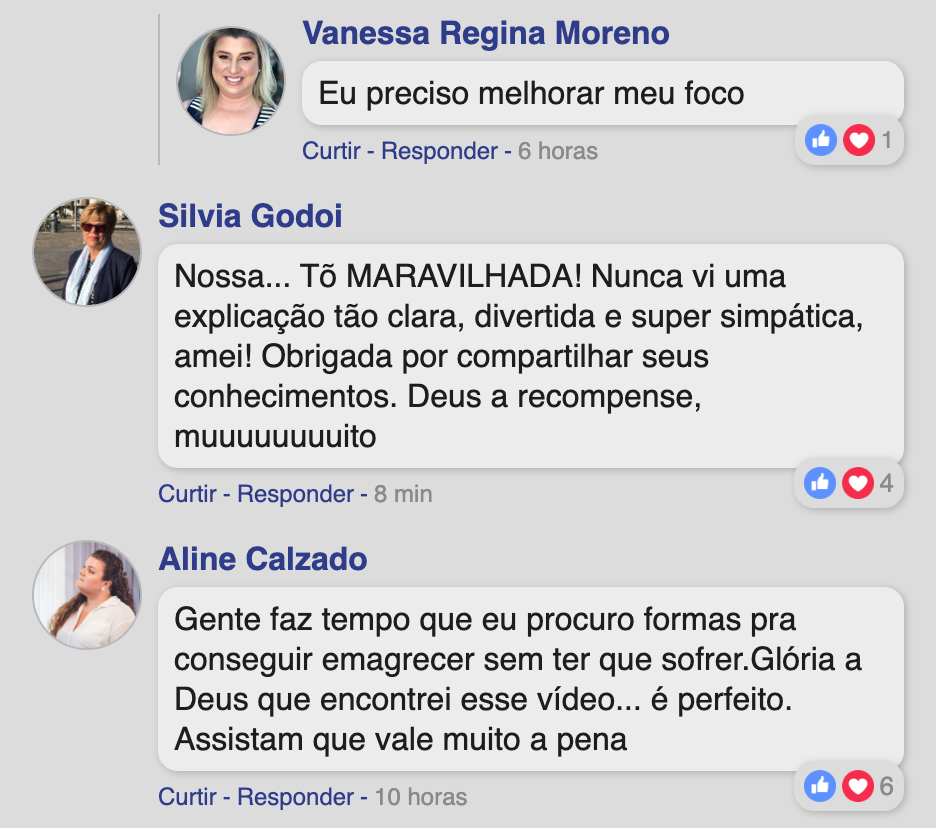 Vanessa Regina Moreno
Eu preciso melhorar meu foco
Curtir - Responder - 6 horas
1
Silvia Godoi
Nossa... Tõ MARAVILHADA! Nunca vi uma
explicação tão clara, divertida e super simpática,
amei! Obrigada por compartilhar seus
conhecimentos. Deus a recompense,
muuuuuuuuito
Curtir - Responder - 8 min
4
Aline Calzado
Gente faz tempo que eu procuro formas pra
conseguir emagrecer sem ter que sofrer.Glória a
Deus que encontrei esse vídeo... é perfeito.
Assistam que vale muito a pena
Curtir - Responder - 10 horas
6